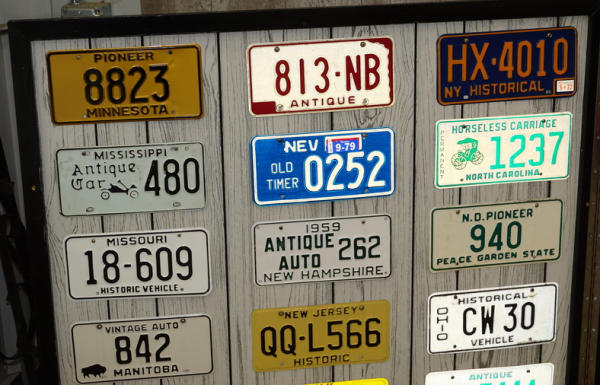 PIONEER
8823
MINNESOTA
MISSISSIPPI
Antique
Car
480
MISSOURI
18-609
HISTORIC VEHICLE
VINTAGE AUTO
842
MANITOBA
813-NB
ANTIQUE
NEV
9-79
OLD
TIMER
0252
1959
ANTIQUE
AUTO
262
NEW HAMPSHIRE
NEW JERSEY
QQ-L566
HISTORIC
HX-4010
NY HISTORICAL
HORSELESS CARRIAGE
PERMANENT
1237
NORTH CAROLINA
N.D. PIONEER
940
PEACE GARDEN STATE
HISTORICAL
OHIO
CW 30
VEHICLE
ANTIQUE